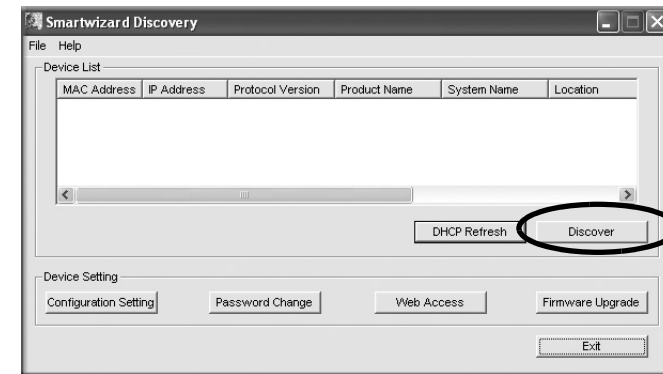 Smartwizard Discovery
File Help
Device List
MAC Address IP Address Protocol Version Product Name System Name Location
DHCP Refresh Discover
Device Setting
Configuration Setting Password Change Web Access Firmware Upgrade
Exit